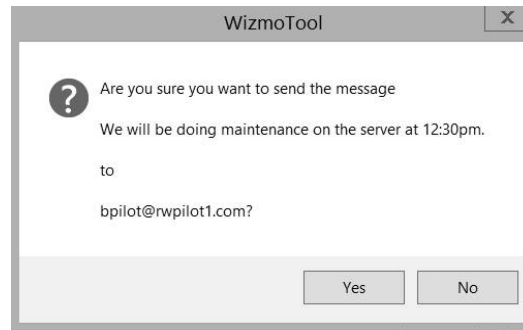 WizmoTool
X
?
Are you sure you want to send the message
We will be doing maintenance on the server at 12:30pm.
to
bpilot@rwpilot1.com?
Yes
No